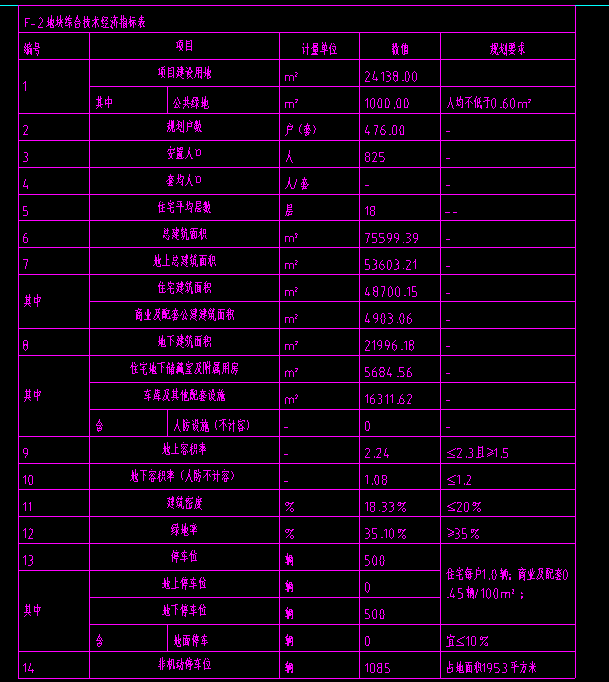 F-2地块综合技术经济指标表
编号 项目 计量单位 数值 规划要求
1 项目建设用地 m² 24138.00
其中 公共绿地 m² 1000.00 人均不低于0.60m²
2 规划户数 户(套) 476.00 -
3 安置人口 人 825 -
4 套均人口 人/套 - -
5 住宅平均层数 层 18 --
6 总建筑面积 m² 75599.39 -
7 地上总建筑面积 m² 53603.21 -
其中 住宅建筑面积 m² 48700.15 -
商业及配套公建建筑面积 m² 4903.06 -
8 地下建筑面积 m² 21996.18 -
其中 住宅地下储藏室及附属用房 m² 5684.56 -
车库及其他配套设施 m² 16311.62 -
含 人防设施(不计容) - 0 -
9 地上容积率 - 2.24 ≤2.3且≥1.5
10 地下容积率(人防不计容) - 1.08 ≤1.2
11 建筑密度 % 18.33% ≤20%
12 绿地率 % 35.10% ≥35%
13 停车位 辆 508 住宅每户1.0辆; 商业及配套0
.45辆/100m²;
其中 地上停车位 辆 0
地下停车位 辆 508
含 地面停车 辆 0 宜≤10%
14 非机动停车位 辆 1085 占地面积1953平方米